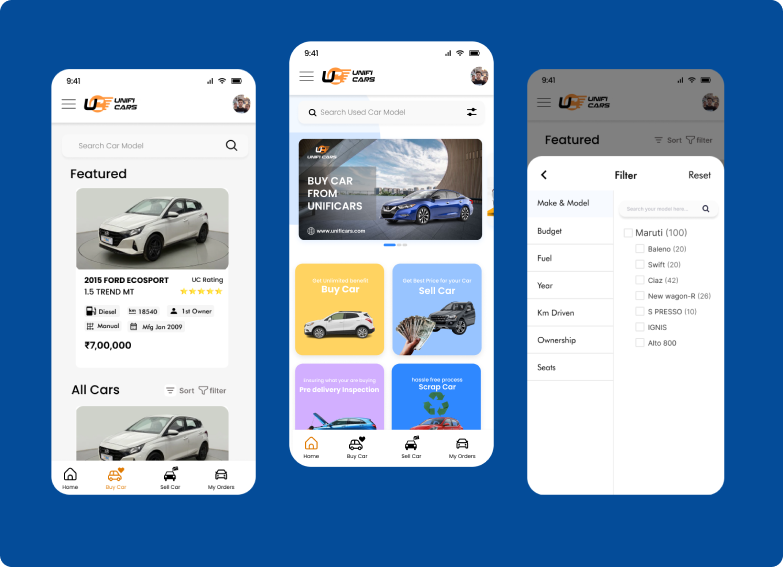 9:41
UNIFI
CARS
Search Car Model
Featured
2015 FORD ECOSPORT
UC Rating
1.5 TREND MT
Diesel
18540
1st Owner
Manual
Mfg Jan 2009
₹7,00,000
All Cars
Sort
filter
Home
Buy Car
Sell Car
My Orders
9:41
UNIFI
CARS
Search Used Car Model
UNIFI CARS
BUY CAR
FROM
UNIFICARS
www.unificars.com
Get Unlimited benefit
Buy Car
Get Best Price for your Car
Sell Car
Knowing what you are buying
Pre delivery Inspection
hassle free process
Scrap Car
Home
Buy Car
Sell Car
My Orders
9:41
UNIFI
CARS
Featured
Sort
filter
Filter
Reset
Make & Model
Budget
Fuel
Year
Km Driven
Ownership
Seats
Search your model here...
Maruti (100)
Baleno (20)
Swift (20)
Ciaz (42)
New wagon-R (26)
S PRESSO (10)
IGNIS
Alto 800